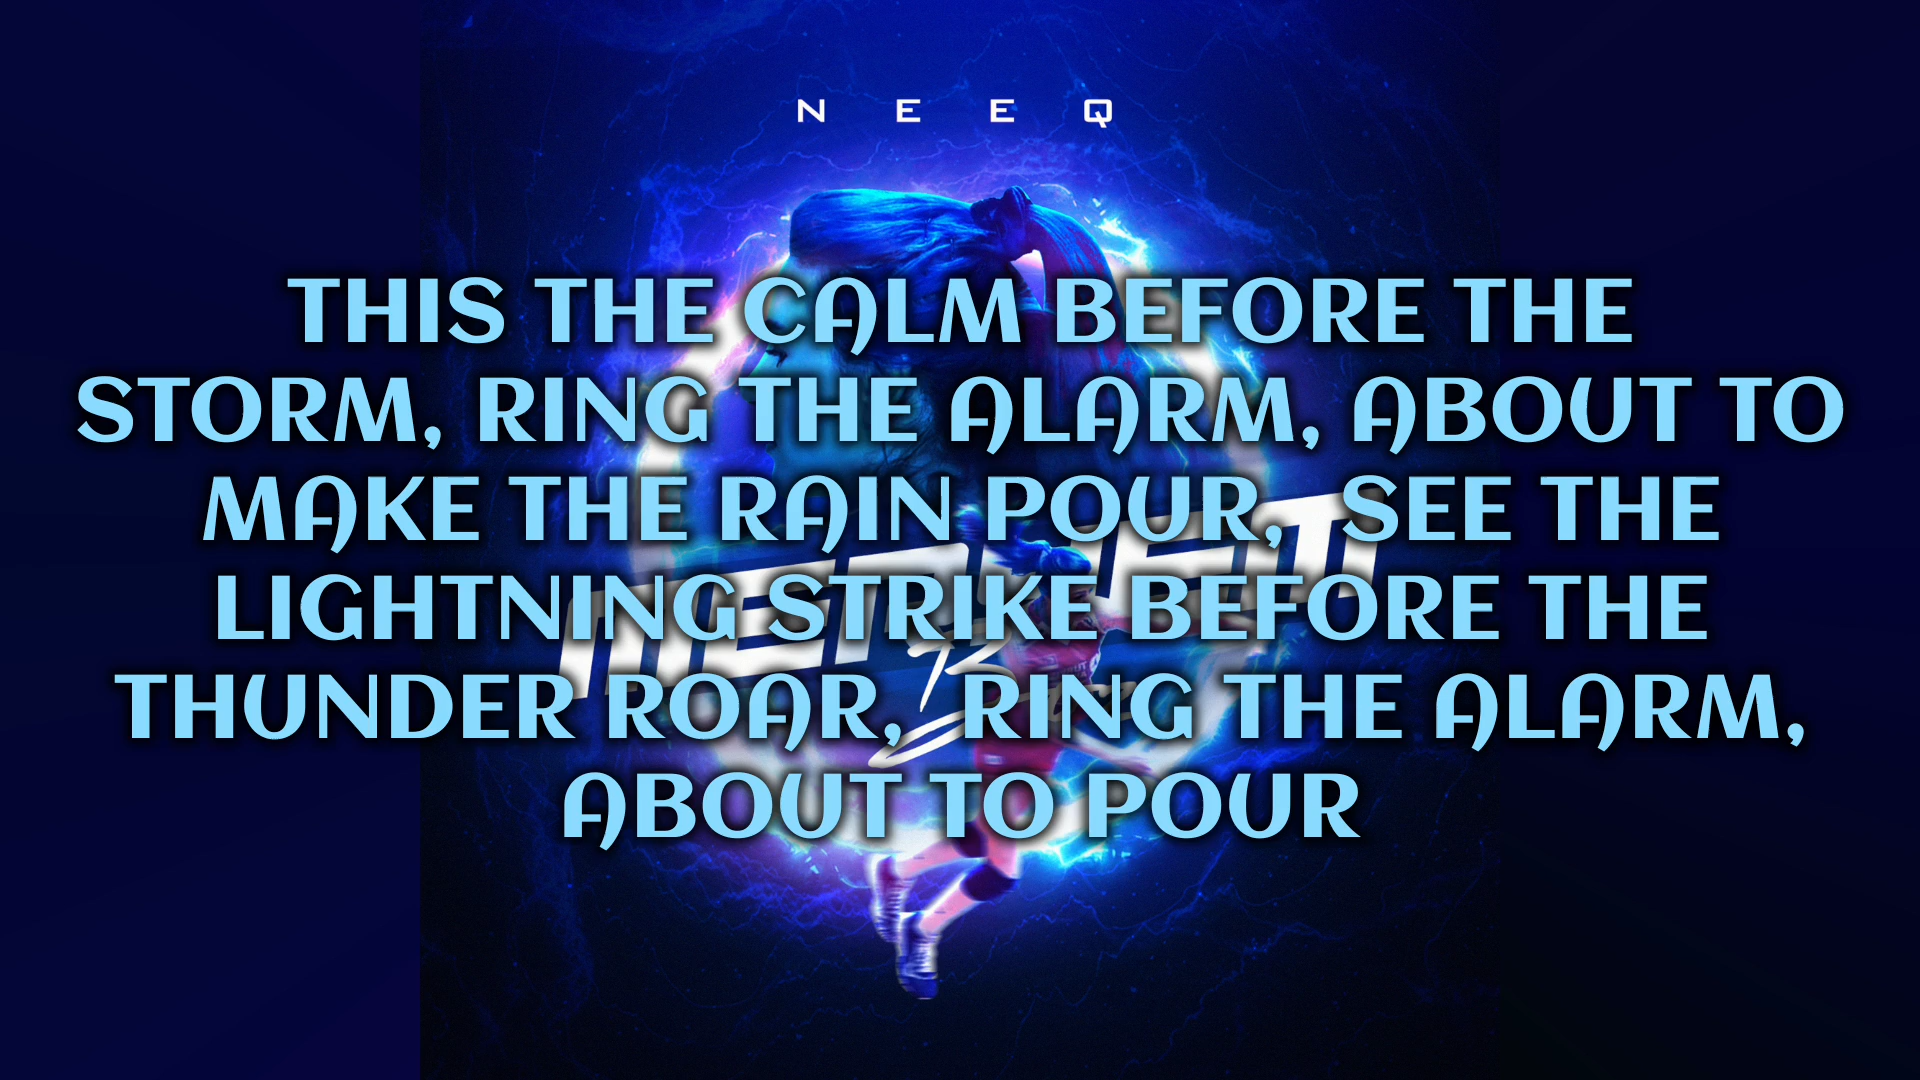 N E E Q
THIS THE CALM BEFORE THE
STORM, RING THE ALARM, ABOUT TO
MAKE THE RAIN POUR, SEE THE
LIGHTNING STRIKE BEFORE THE
THUNDER ROAR, RING THE ALARM,
ABOUT TO POUR